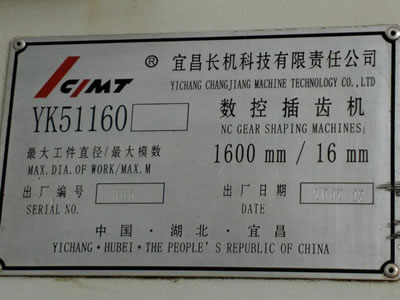 CJMT ® 宜昌长机科技有限责任公司
YICHANG CHANGJIANG MACHINE TECHNOLOGY CO.,LTD
YK51160 数控插齿机
NC GEAR SHAPING MACHINES
最大工件直径/最大模数 1600 mm / 16 mm
MAX.DIA.OF WORK/MAX.M
出厂编号 出厂日期
SERIAL NO. DATE
中国·湖北·宜昌
YICHANG·HUBEI·THE PEOPLE'S REPUBLIC OF CHINA